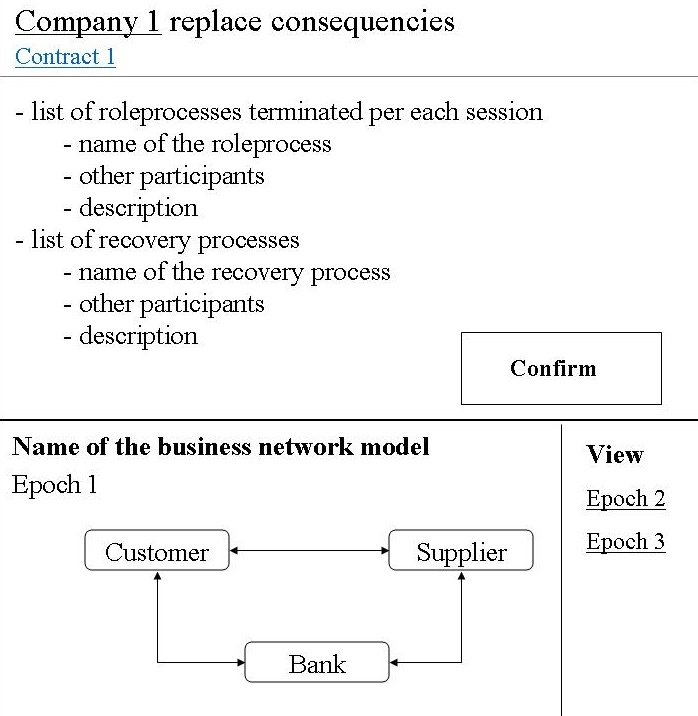 Company 1 replace consequencies
Contract 1
- list of roleprocesses terminated per each session
- name of the roleprocess
- other participants
- description
- list of recovery processes
- name of the recovery process
- other participants
- description
Confirm
Name of the business network model
Epoch 1
Customer
Supplier
Bank
View
Epoch 2
Epoch 3